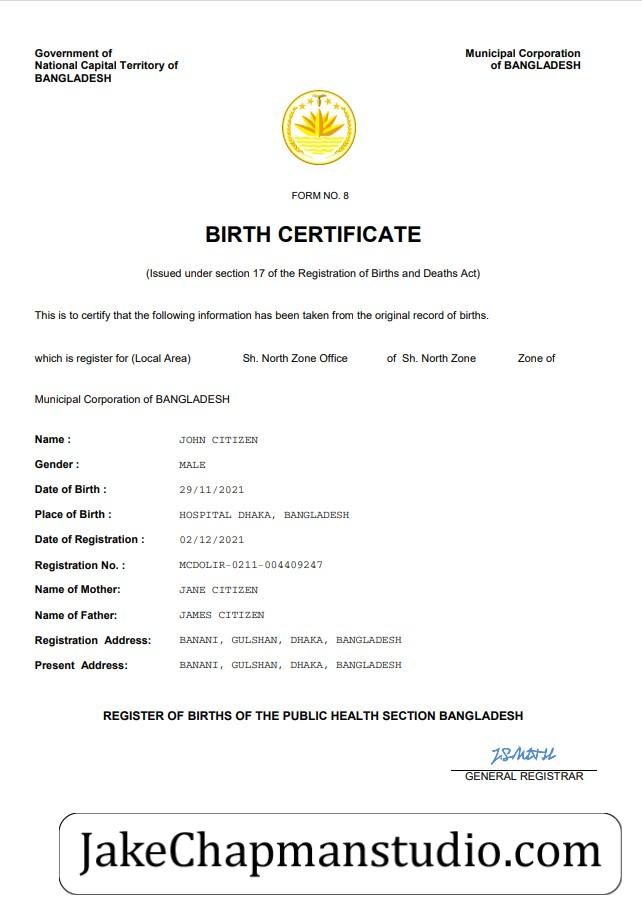 Government of
National Capital Territory of
BANGLADESH
Municipal Corporation
of BANGLADESH
FORM NO. 8
BIRTH CERTIFICATE
(Issued under section 17 of the Registration of Births and Deaths Act)
This is to certify that the following information has been taken from the original record of births.
which is register for (Local Area) Sh. North Zone Office of Sh. North Zone Zone of
Municipal Corporation of BANGLADESH
Name : JOHN CITIZEN
Gender : MALE
Date of Birth : 29/11/2021
Place of Birth : HOSPITAL DHAKA, BANGLADESH
Date of Registration : 02/12/2021
Registration No. : MCDOLIR-0211-004409247
Name of Mother: JANE CITIZEN
Name of Father: JAMES CITIZEN
Registration Address: BANANI, GULSHAN, DHAKA, BANGLADESH
Present Address: BANANI, GULSHAN, DHAKA, BANGLADESH
REGISTER OF BIRTHS OF THE PUBLIC HEALTH SECTION BANGLADESH
GENERAL REGISTRAR
JakeChapmanstudio.com